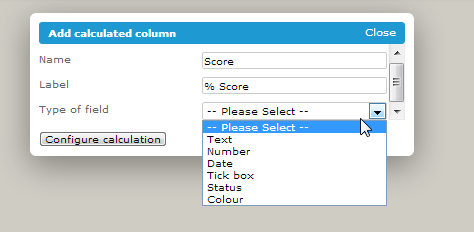 Add calculated column Close
Name Score
Label % Score
Type of field -- Please Select --
-- Please Select --
Configure calculation
Text
Number
Date
Tick box
Status
Colour